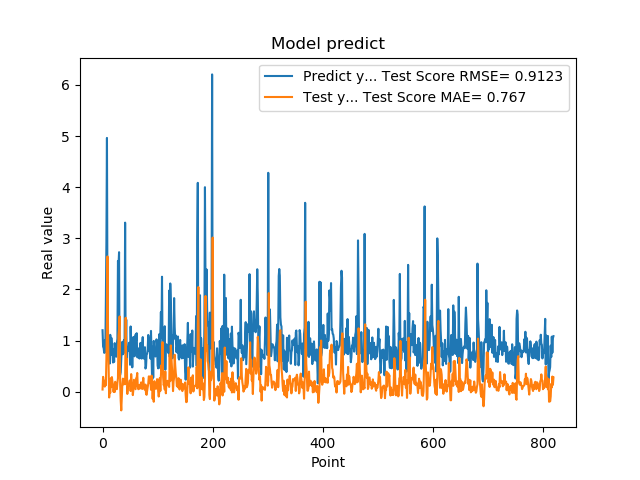 Model predict
Predict y... Test Score RMSE= 0.9123
Test y... Test Score MAE= 0.767
6
5
4
3
2
1
0
Real value
0 200 400 600 800
Point